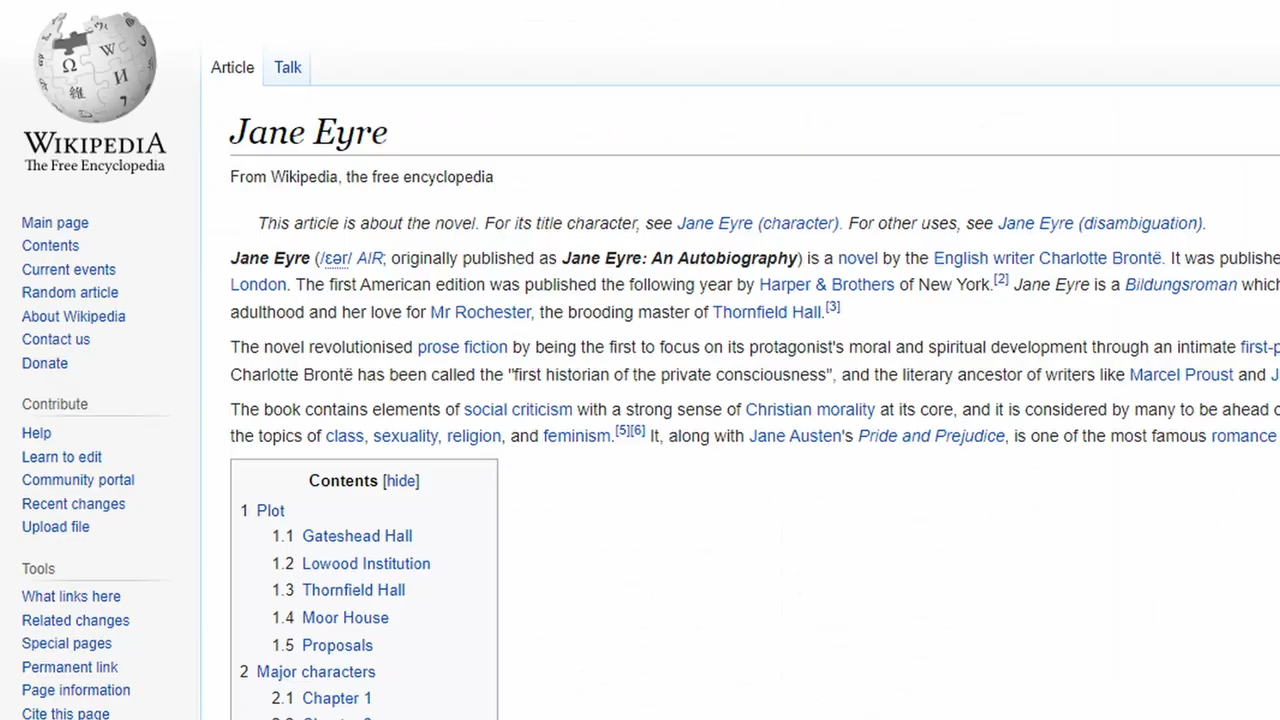 WIKIPEDIA
The Free Encyclopedia
Main page
Contents
Current events
Random article
About Wikipedia
Contact us
Donate
Contribute
Help
Learn to edit
Community portal
Recent changes
Upload file
Tools
What links here
Related changes
Special pages
Permanent link
Page information
Cite this page
Article Talk
Jane Eyre
From Wikipedia, the free encyclopedia
This article is about the novel. For its title character, see Jane Eyre (character). For other uses, see Jane Eyre (disambiguation).
Jane Eyre (/ɛər/ AIR; originally published as Jane Eyre: An Autobiography) is a novel by the English writer Charlotte Brontë. It was publishe
London. The first American edition was published the following year by Harper & Brothers of New York.[2] Jane Eyre is a Bildungsroman which
adulthood and her love for Mr Rochester, the brooding master of Thornfield Hall.[3]
The novel revolutionised prose fiction by being the first to focus on its protagonist's moral and spiritual development through an intimate first-p
Charlotte Brontë has been called the "first historian of the private consciousness", and the literary ancestor of writers like Marcel Proust and J
The book contains elements of social criticism with a strong sense of Christian morality at its core, and it is considered by many to be ahead o
the topics of class, sexuality, religion, and feminism.[5][6] It, along with Jane Austen's Pride and Prejudice, is one of the most famous romance
Contents [hide]
1 Plot
1.1 Gateshead Hall
1.2 Lowood Institution
1.3 Thornfield Hall
1.4 Moor House
1.5 Proposals
2 Major characters
2.1 Chapter 1